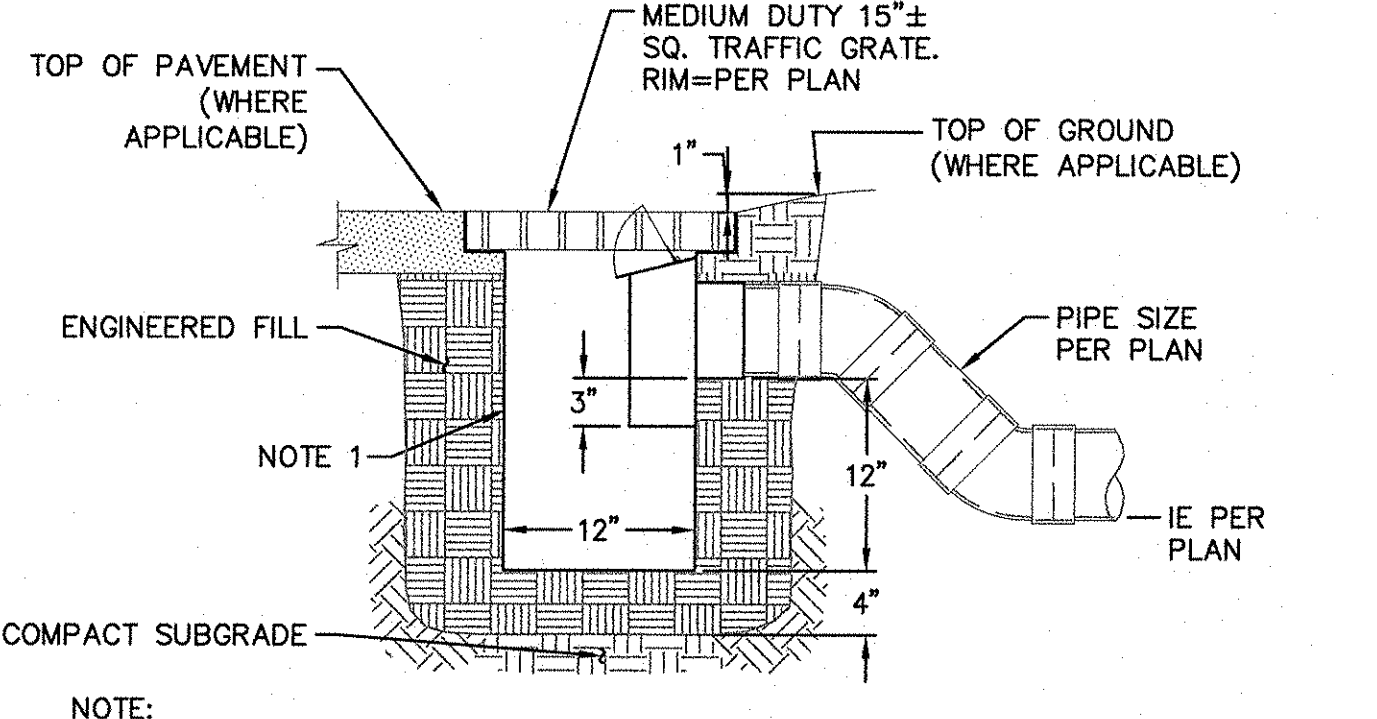 MEDIUM DUTY 15"±
SQ. TRAFFIC GRATE.
RIM=PER PLAN
TOP OF PAVEMENT
(WHERE
APPLICABLE)
1"
TOP OF GROUND
(WHERE APPLICABLE)
ENGINEERED FILL
PIPE SIZE
PER PLAN
3"
NOTE 1
12"
12"
IE PER
PLAN
4"
COMPACT SUBGRADE
NOTE: